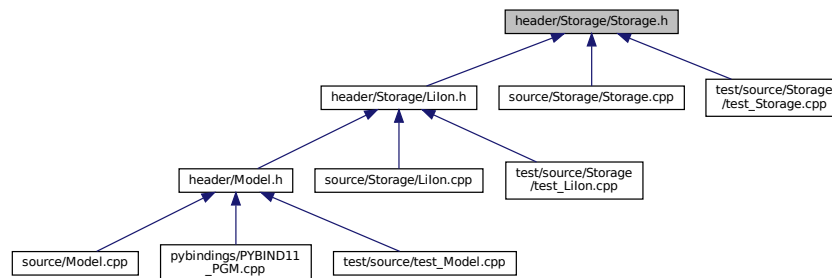 header/Storage/Storage.h
header/Storage/LiIon.h
source/Storage/Storage.cpp
test/source/Storage
/test_Storage.cpp
header/Model.h
source/Storage/LiIon.cpp
test/source/Storage
/test_LiIon.cpp
source/Model.cpp
pybindings/PYBIND11
_PGM.cpp
test/source/test_Model.cpp